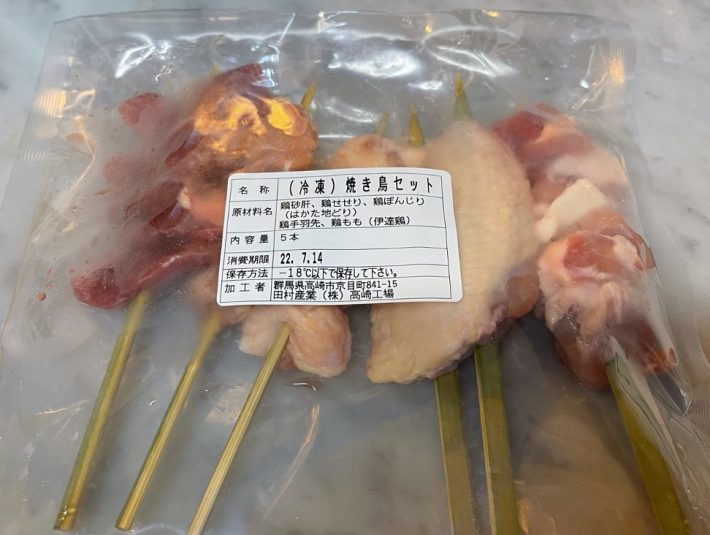 名称 (冷凍)焼き鳥セット
原材料名 鶏砂肝、鶏せせり、鶏ぼんじり
(はかた地どり)
鶏手羽先、鶏もも(伊達鶏)
内容量 5本
消費期限 22. 7.14
保存方法 -18℃以下で保存して下さい。
加工者 群馬県高崎市京目町841-15
田村産業(株)高崎工場